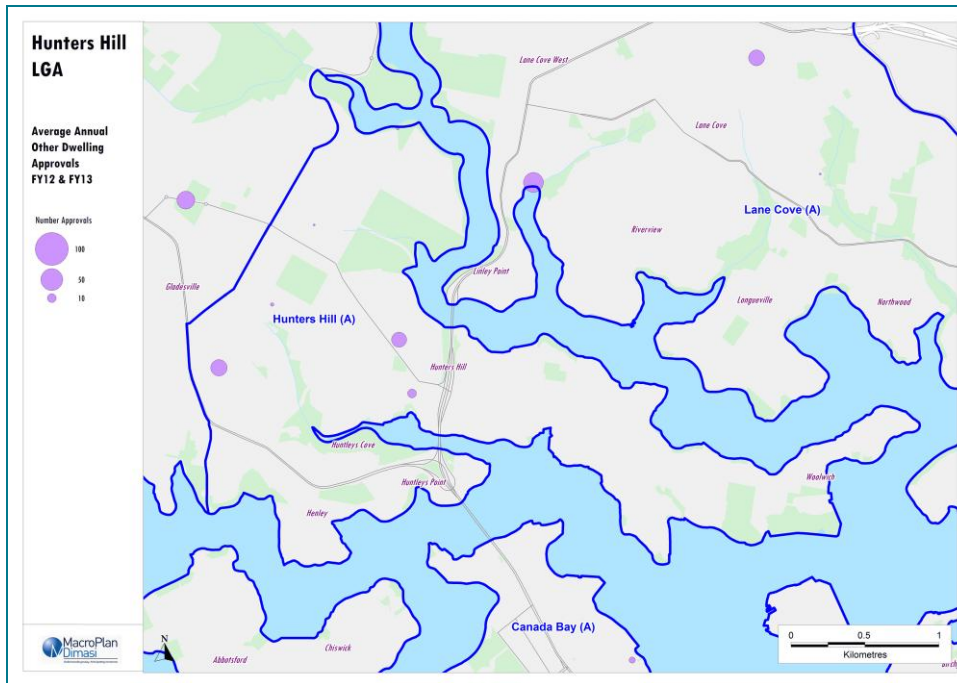 Hunters Hill
LGA
Average Annual
Other Dwelling
Approvals
FY12 & FY13
Number Approvals
100
50
10
MacroPlan
Dimasi
Lane Cove West
Lane Cove
Lane Cove (A)
Riverview
Linley Point
Longueville
Northwood
Gladesville
Hunters Hill (A)
Hunters Hill
Huntleys Cove
Huntleys Point
Henley
Woolwich
Canada Bay (A)
Abbotsford
Chiswick
N
0 0.5 1
Kilometres